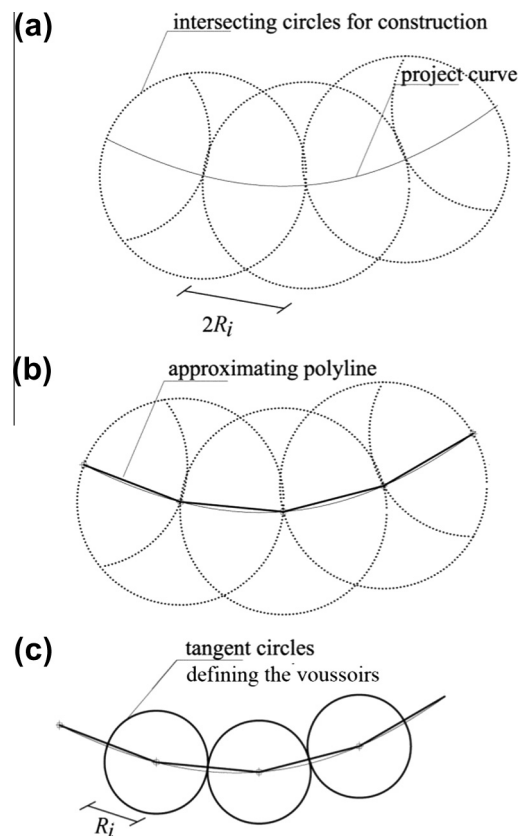 (a)
intersecting circles for construction
project curve
2Ri
(b)
approximating polyline
(c)
tangent circles
defining the voussoirs
Ri